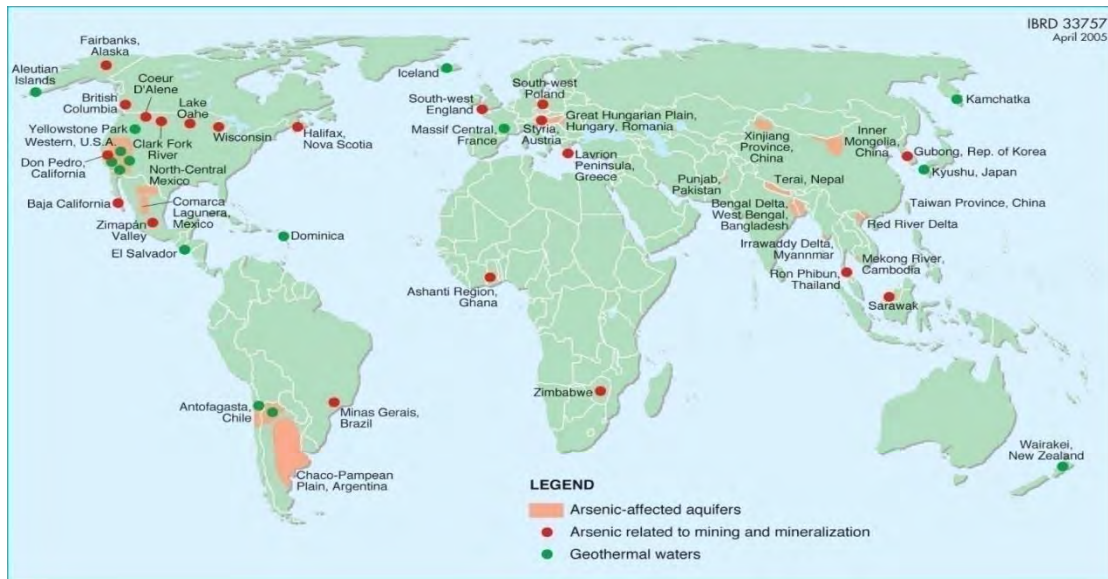 IBRD 33757
April 2005
Fairbanks,
Alaska
Aleutian
Islands
Coeur
D'Alene
British
Columbia
Lake
Oahe
Yellowstone Park
Western, U.S.A.
Clark Fork
River
Wisconsin
Halifax,
Nova Scotia
Don Pedro,
California
North-Central
Mexico
Baja California
Comarca
Lagunera,
Mexico
Zimapán
Valley
El Salvador
Dominica
Iceland
South-west
England
South-west
Poland
Massif Central,
France
Styria,
Austria
Great Hungarian Plain,
Hungary, Romania
Lavrion
Peninsula,
Greece
Xinjiang
Province,
China
Inner
Mongolia,
China
Kamchatka
Gubong, Rep. of Korea
Kyushu, Japan
Punjab,
Pakistan
Terai, Nepal
Taiwan Province, China
Bengal Delta,
West Bengal,
Bangladesh
Red River Delta
Irrawaddy Delta,
Myannmar
Mekong River,
Cambodia
Ron Phibun,
Thailand
Sarawak
Ashanti Region,
Ghana
Zimbabwe
Antofagasta,
Chile
Minas Gerais,
Brazil
Chaco-Pampean
Plain, Argentina
Wairakei,
New Zealand
LEGEND
Arsenic-affected aquifers
Arsenic related to mining and mineralization
Geothermal waters